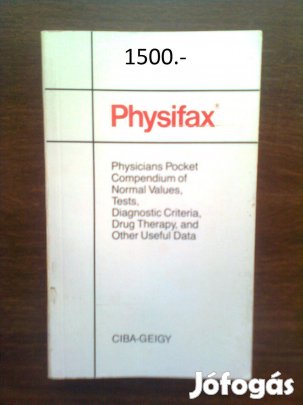 1500.-
Physifax®
Physicians Pocket
Compendium of
Normal Values,
Tests,
Diagnostic Criteria,
Drug Therapy, and
Other Useful Data
CIBA-GEIGY
Jófogás